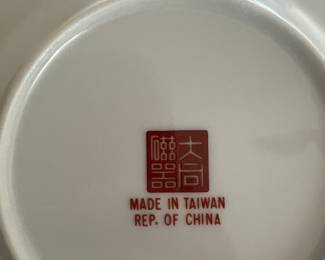 大同
磁器
MADE IN TAIWAN
REP. OF CHINA